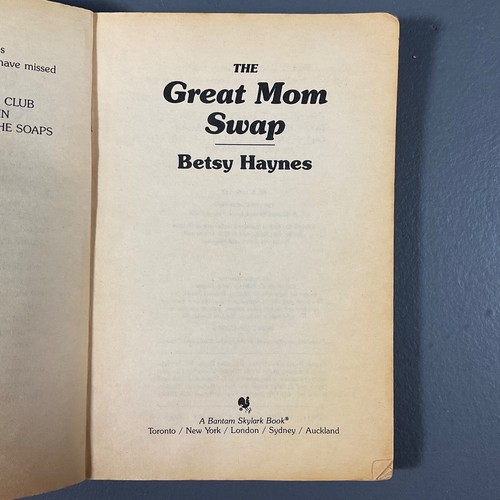 s
have missed
CLUB
N
HE SOAPS
THE
Great Mom
Swap
Betsy Haynes
A Bantam Skylark Book®
Toronto / New York / London / Sydney / Auckland